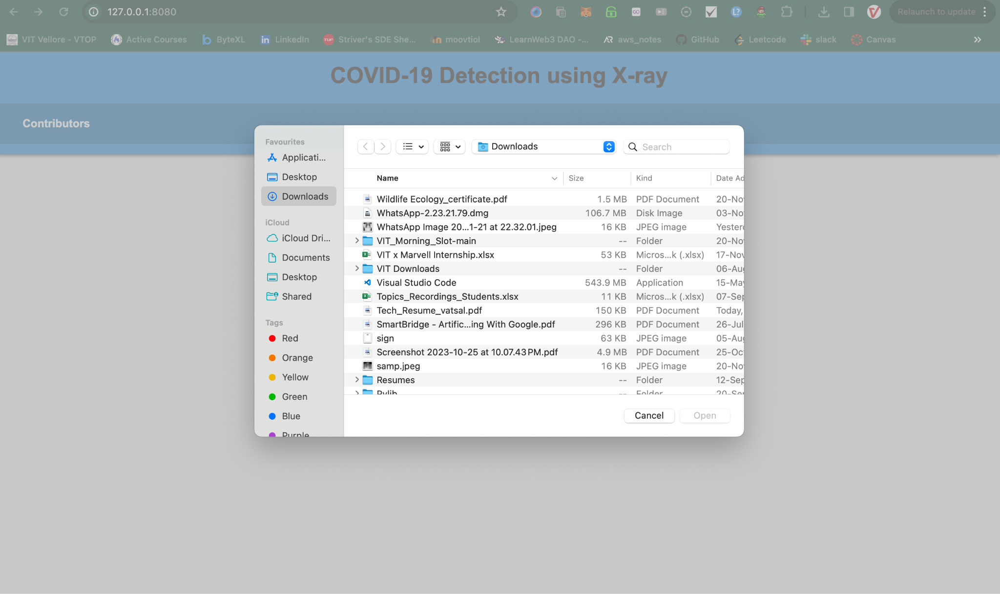 127.0.0.1:8080
Relaunch to update
VIT Vellore - VTOP
Active Courses
ByteXL
LinkedIn
Striver's SDE She...
moovtiol
LearnWeb3 DAO -...
aws_notes
GitHub
Leetcode
slack
Canvas
COVID-19 Detection using X-ray
Contributors
Favourites
Applicati...
Desktop
Downloads
iCloud
iCloud Dri...
Documents
Desktop
Shared
Tags
Red
Orange
Yellow
Green
Blue
Purple
Downloads
Search
Name Size Kind Date Ad
Wildlife Ecology_certificate.pdf 1.5 MB PDF Document 20-Nov
WhatsApp-2.23.21.79.dmg 106.7 MB Disk Image 03-Nov
WhatsApp Image 20...1-21 at 22.32.01.jpeg 16 KB JPEG image Yesterd
VIT_Morning_Slot-main -- Folder 20-Nov
VIT x Marvell Internship.xlsx 53 KB Micros...k (.xlsx) 17-Nov
VIT Downloads -- Folder 06-Aug
Visual Studio Code 543.9 MB Application 15-May
Topics_Recordings_Students.xlsx 11 KB Micros...k (.xlsx) 07-Sep
Tech_Resume_vatsal.pdf 150 KB PDF Document Today,
SmartBridge - Artific...ing With Google.pdf 296 KB PDF Document 26-Jul
sign 63 KB JPEG image 05-Aug
Screenshot 2023-10-25 at 10.07.43 PM.pdf 4.9 MB PDF Document 25-Oct
samp.jpeg 16 KB JPEG image 20-Nov
Resumes -- Folder 12-Sep
Pylib -- Folder 20-Sep
Cancel Open